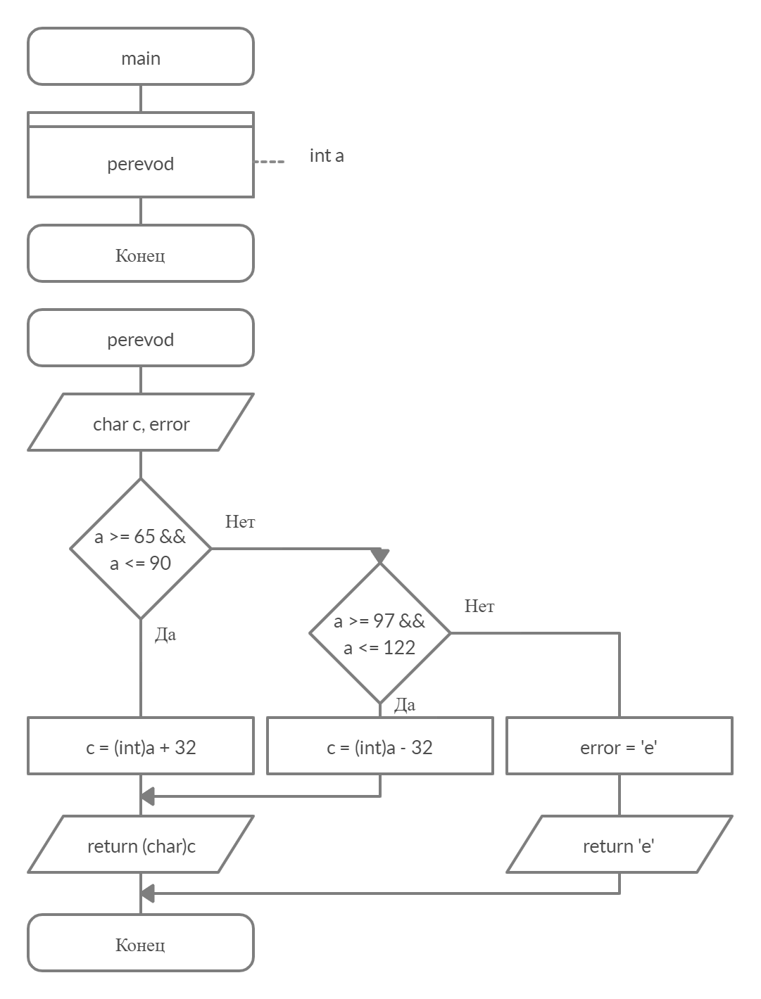 main
perevod
int a
Конец
perevod
char c, error
a >= 65 &&
a <= 90
Нет
Да
a >= 97 &&
a <= 122
Нет
Да
c = (int)a + 32
c = (int)a - 32
error = 'e'
return (char)c
return 'e'
Конец